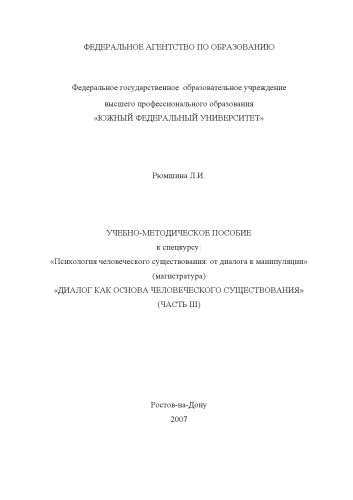 ФЕДЕРАЛЬНОЕ АГЕНТСТВО ПО ОБРАЗОВАНИЮ
Федеральное государственное образовательное учреждение
высшего профессионального образования
«ЮЖНЫЙ ФЕДЕРАЛЬНЫЙ УНИВЕРСИТЕТ»
Рюмшина Л.И.
УЧЕБНО-МЕТОДИЧЕСКОЕ ПОСОБИЕ
к спецкурсу:
«Психология человеческого существования: от диалога к манипуляции»
(магистратура)
«ДИАЛОГ КАК ОСНОВА ЧЕЛОВЕЧЕСКОГО СУЩЕСТВОВАНИЯ»
(ЧАСТЬ III)
Ростов-на-Дону
2007